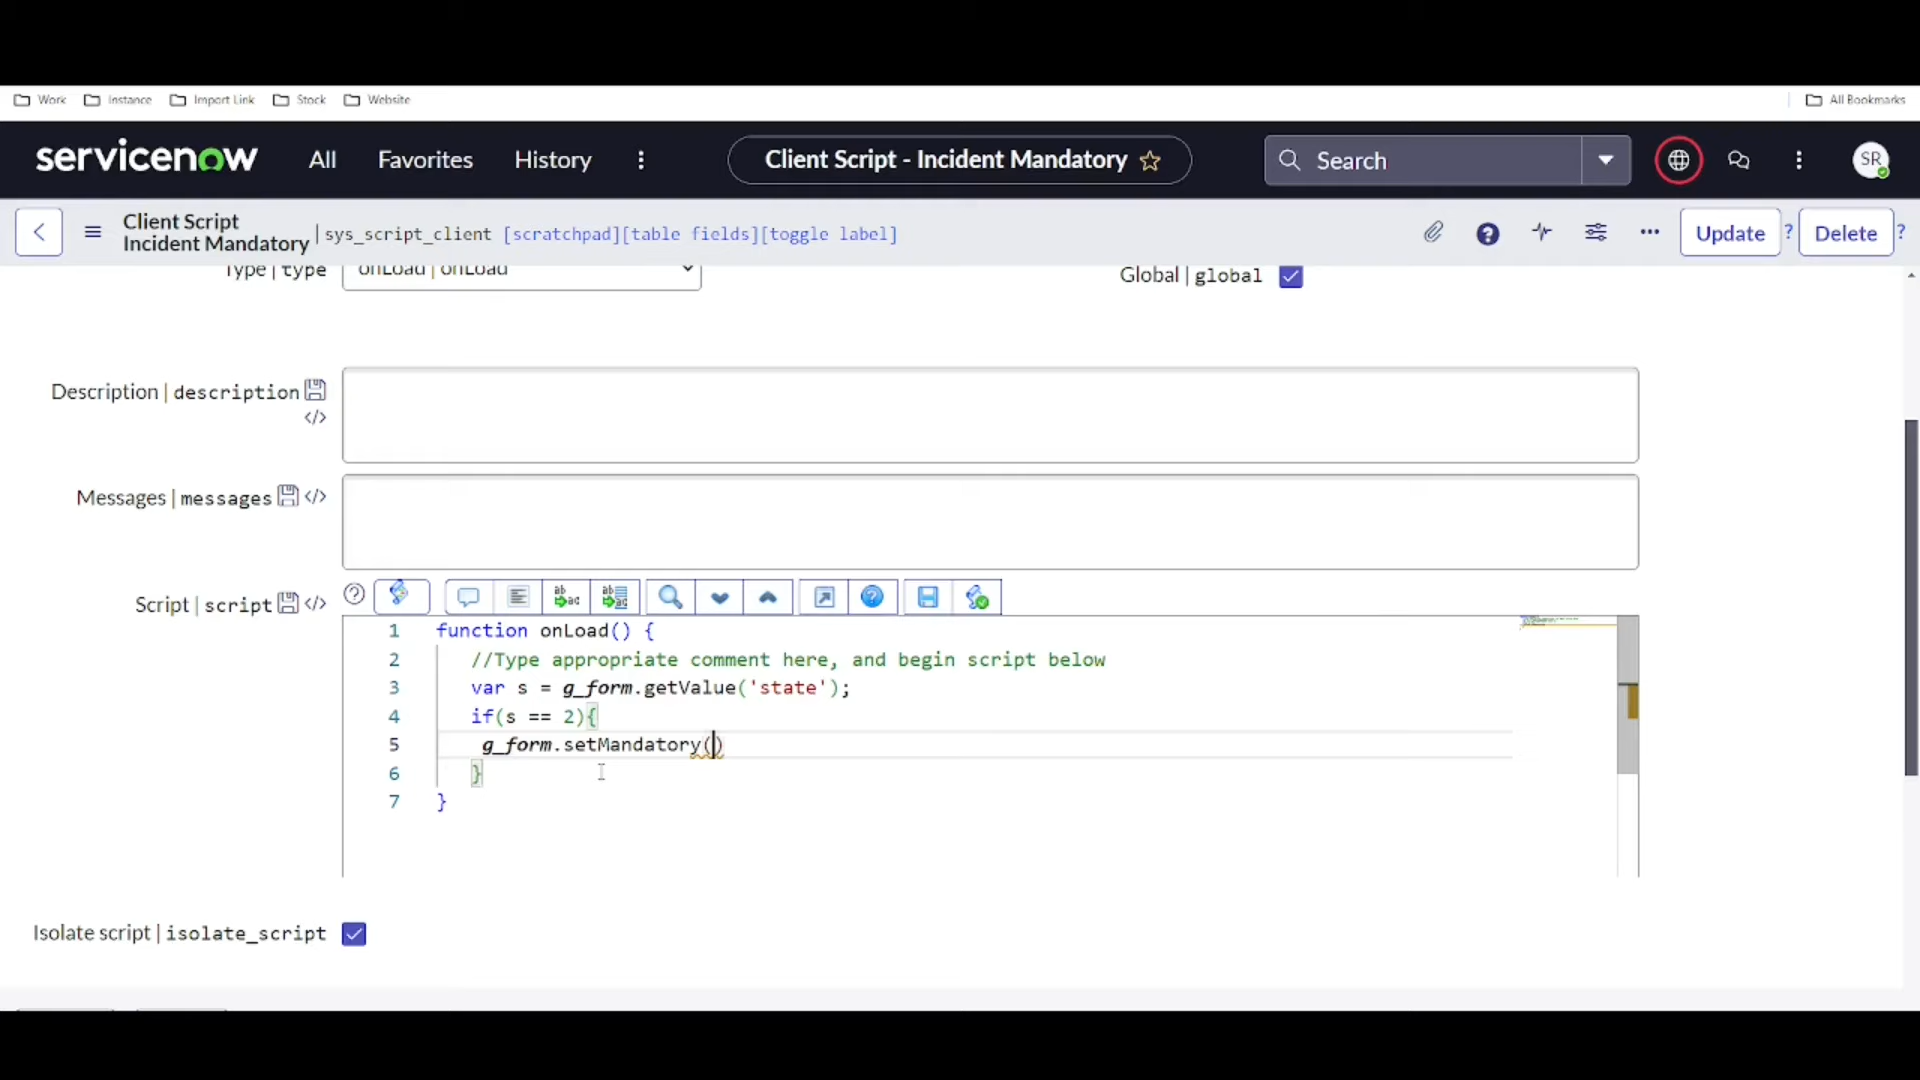 Work Instance Import Link Stock Website All Bookmarks
servicenow All Favorites History Client Script - Incident Mandatory Search SR
Client Script
Incident Mandatory | sys_script_client [scratchpad][table fields][toggle label] Update ? Delete ?
Type | type onLoad | onLoad Global | global
Description | description
</>
Messages | messages </>
Script | script </>
1 function onLoad() {
2 //Type appropriate comment here, and begin script below
3 var s = g_form.getValue('state');
4 if(s == 2){
5 g_form.setMandatory()
6 }
7 }
Isolate script | isolate_script